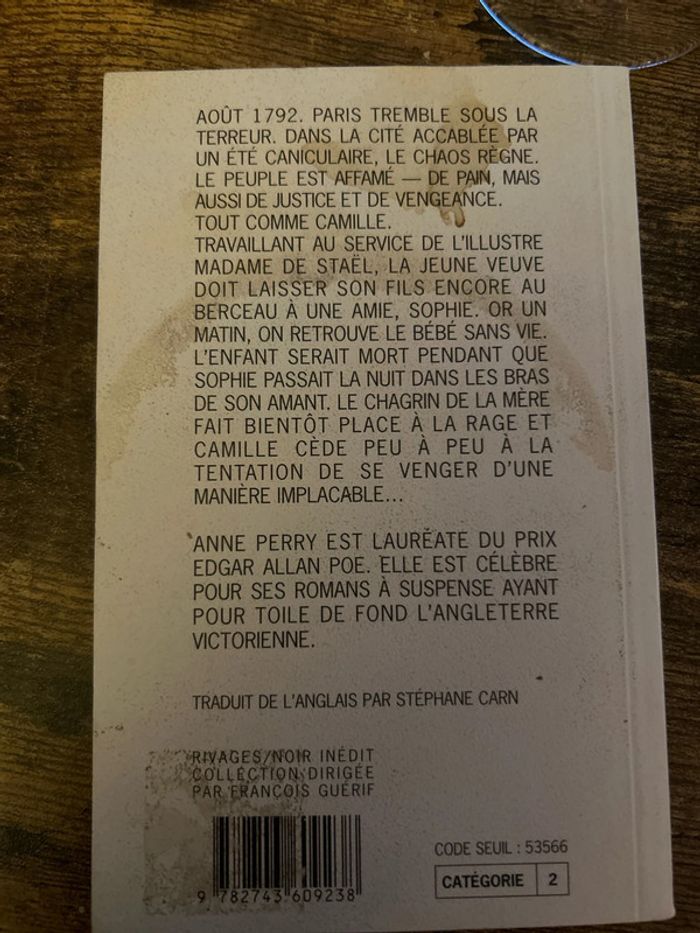 AOÛT 1792. PARIS TREMBLE SOUS LA
TERREUR. DANS LA CITÉ ACCABLÉE PAR
UN ÉTÉ CANICULAIRE, LE CHAOS RÈGNE.
LE PEUPLE EST AFFAMÉ — DE PAIN, MAIS
AUSSI DE JUSTICE ET DE VENGEANCE.
TOUT COMME CAMILLE.
TRAVAILLANT AU SERVICE DE L'ILLUSTRE
MADAME DE STAËL, LA JEUNE VEUVE
DOIT LAISSER SON FILS ENCORE AU
BERCEAU À UNE AMIE, SOPHIE. OR UN
MATIN, ON RETROUVE LE BÉBÉ SANS VIE.
L'ENFANT SERAIT MORT PENDANT QUE
SOPHIE PASSAIT LA NUIT DANS LES BRAS
DE SON AMANT. LE CHAGRIN DE LA MÈRE
FAIT BIENTÔT PLACE À LA RAGE ET
CAMILLE CÈDE PEU À PEU À LA
TENTATION DE SE VENGER D'UNE
MANIÈRE IMPLACABLE...
ANNE PERRY EST LAURÉATE DU PRIX
EDGAR ALLAN POE. ELLE EST CÉLÈBRE
POUR SES ROMANS À SUSPENSE AYANT
POUR TOILE DE FOND L'ANGLETERRE
VICTORIENNE.
TRADUIT DE L'ANGLAIS PAR STÉPHANE CARN
RIVAGES/NOIR INÉDIT
COLLECTION DIRIGÉE
PAR FRANÇOIS GUÉRIF
CODE SEUIL : 53566
CATÉGORIE 2
9 782743 609238